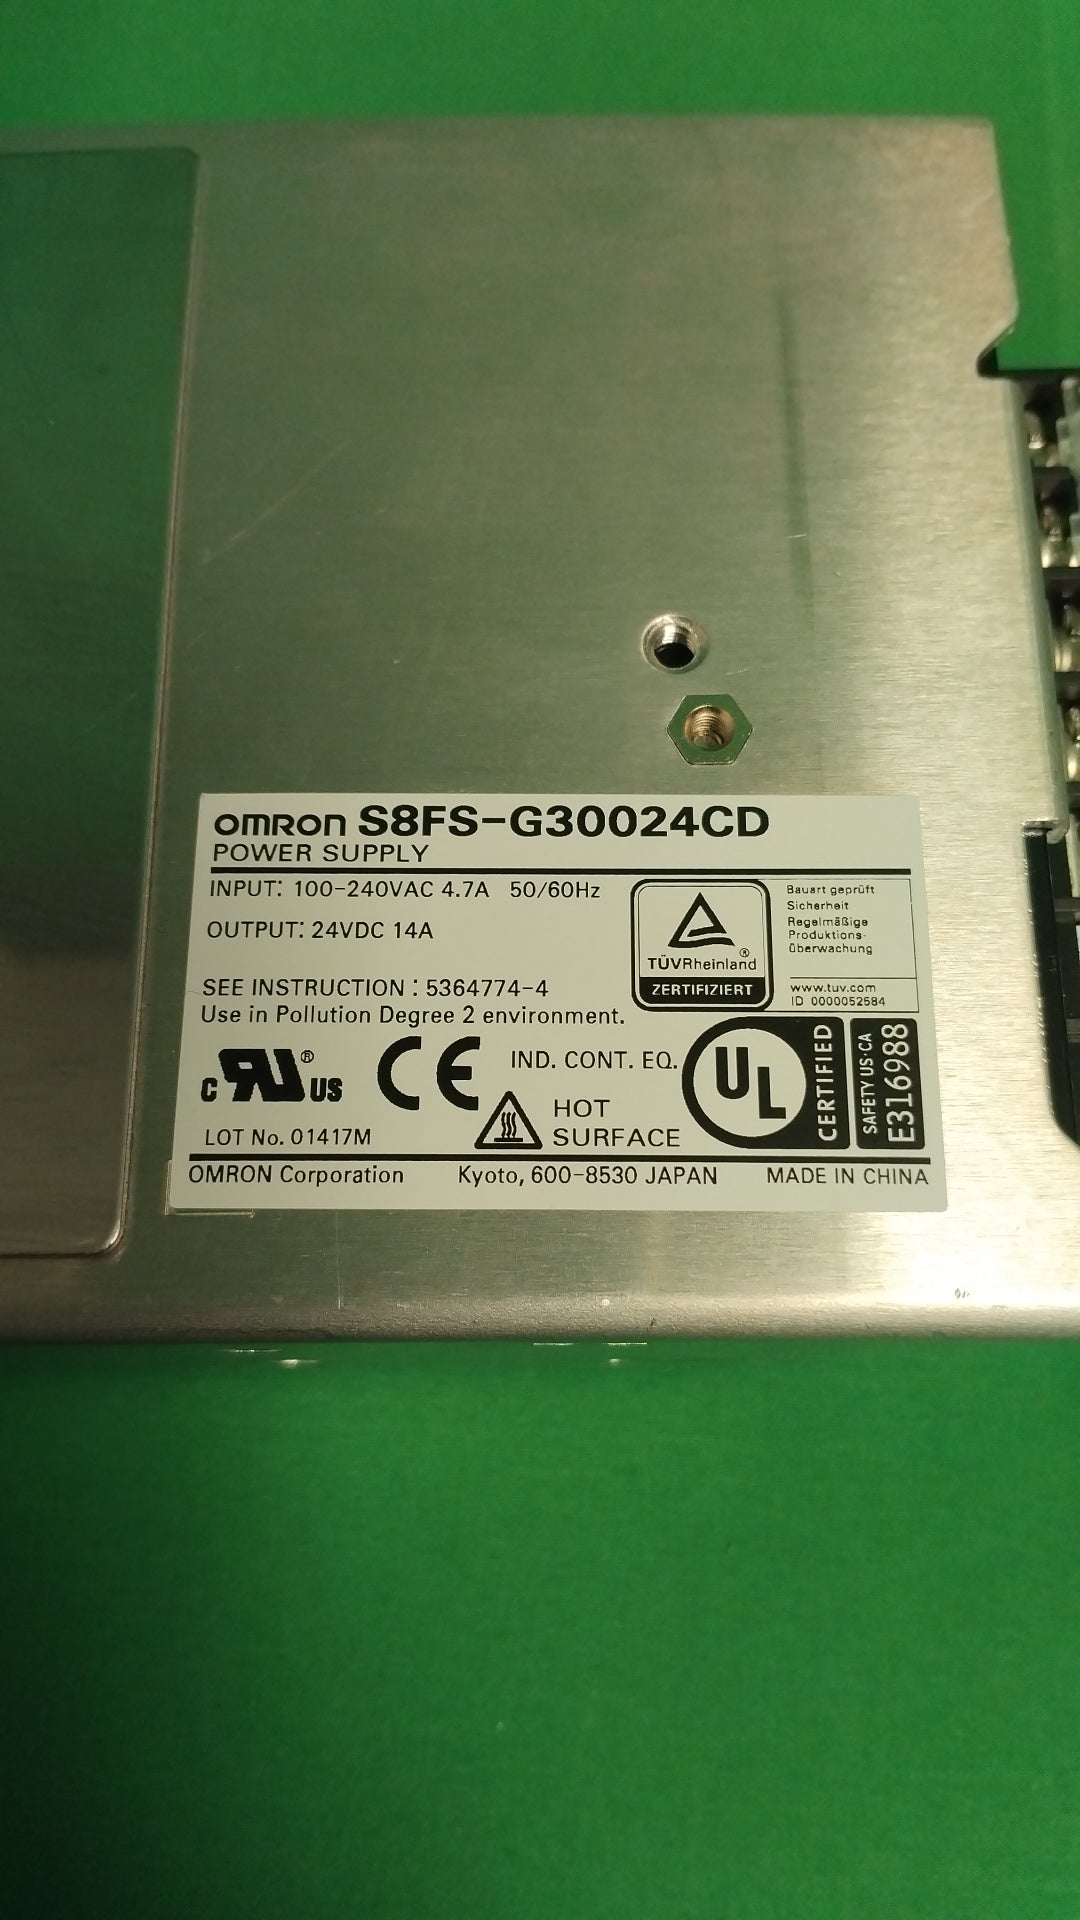 omron S8FS-G30024CD
POWER SUPPLY
INPUT: 100-240VAC 4.7A 50/60Hz
OUTPUT: 24VDC 14A
SEE INSTRUCTION : 5364774-4
Use in Pollution Degree 2 environment.
TÜVRheinland®
ZERTIFIZIERT
Bauart geprüft
Sicherheit
Regelmäßige
Produktions-
überwachung
www.tuv.com
ID 0000052584
C RU® US
CE
IND. CONT. EQ.
HOT
SURFACE
UL
CERTIFIED
SAFETY US·CA
E316988
LOT No. 01417M
OMRON Corporation Kyoto, 600-8530 JAPAN MADE IN CHINA